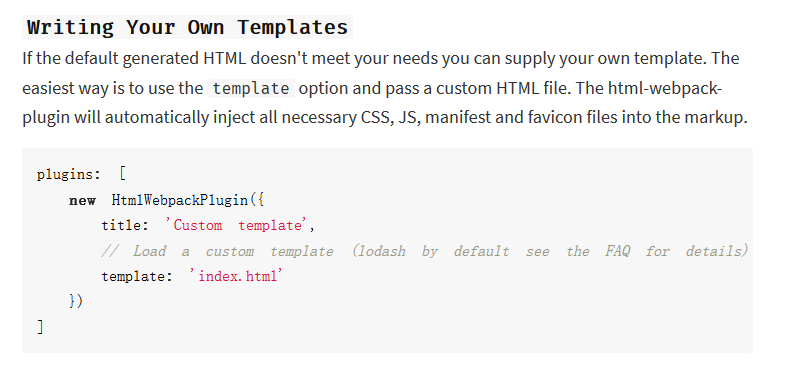 Writing Your Own Templates
If the default generated HTML doesn't meet your needs you can supply your own template. The
easiest way is to use the template option and pass a custom HTML file. The html-webpack-
plugin will automatically inject all necessary CSS, JS, manifest and favicon files into the markup.
plugins: [
    new HtmlWebpackPlugin({
        title: 'Custom template',
        // Load a custom template (lodash by default see the FAQ for details)
        template: 'index.html'
    })
]